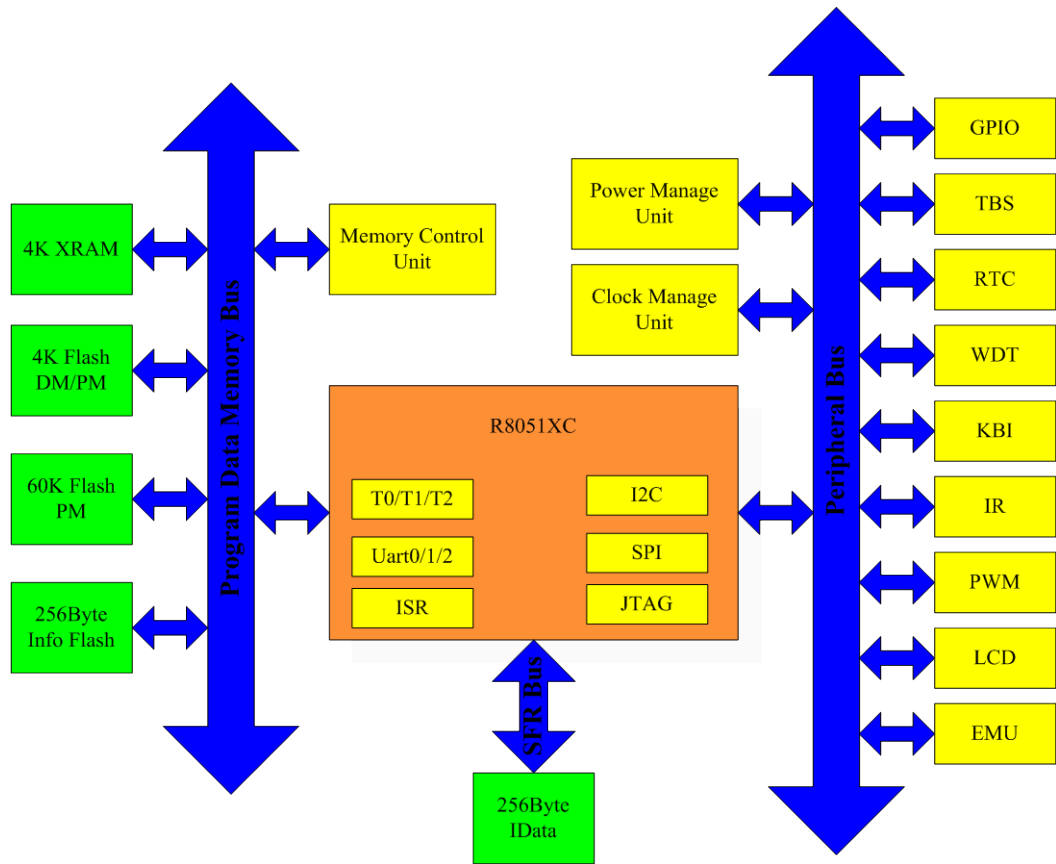 4K XRAM
4K Flash
DM/PM
60K Flash
PM
256Byte
Info Flash
Program Data Memory Bus
Memory Control
Unit
Power Manage
Unit
Clock Manage
Unit
R8051XC
T0/T1/T2
I2C
Uart0/1/2
SPI
ISR
JTAG
SFR Bus
256Byte
IData
Peripheral Bus
GPIO
TBS
RTC
WDT
KBI
IR
PWM
LCD
EMU